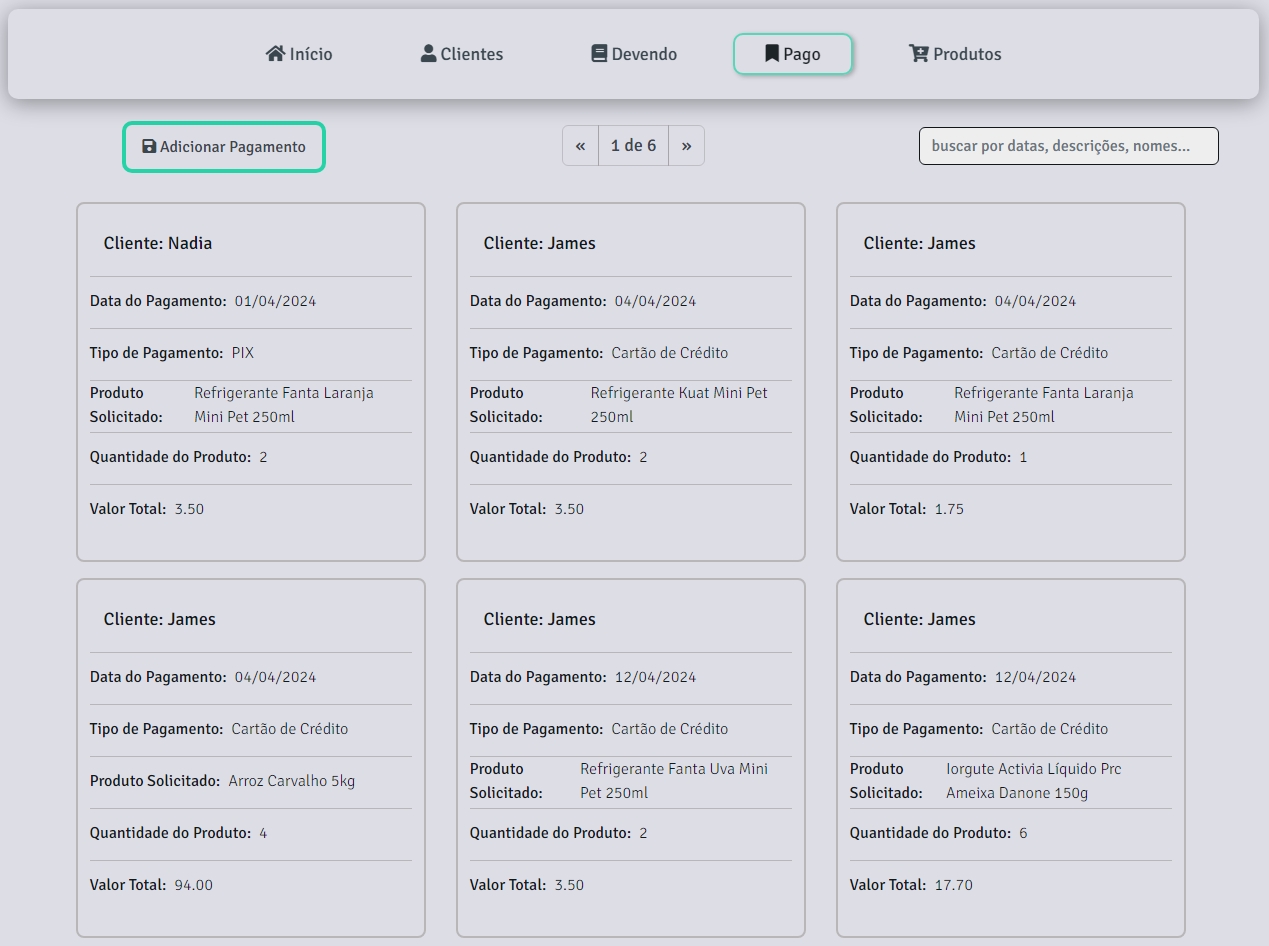 Início
Clientes
Devendo
Pago
Produtos
Adicionar Pagamento
«
1 de 6
»
buscar por datas, descrições, nomes...
Cliente: Nadia
Data do Pagamento: 01/04/2024
Tipo de Pagamento: PIX
Produto Solicitado: Refrigerante Fanta Laranja
Mini Pet 250ml
Quantidade do Produto: 2
Valor Total: 3.50
Cliente: James
Data do Pagamento: 04/04/2024
Tipo de Pagamento: Cartão de Crédito
Produto Solicitado: Refrigerante Kuat Mini Pet
250ml
Quantidade do Produto: 2
Valor Total: 3.50
Cliente: James
Data do Pagamento: 04/04/2024
Tipo de Pagamento: Cartão de Crédito
Produto Solicitado: Refrigerante Fanta Laranja
Mini Pet 250ml
Quantidade do Produto: 1
Valor Total: 1.75
Cliente: James
Data do Pagamento: 04/04/2024
Tipo de Pagamento: Cartão de Crédito
Produto Solicitado: Arroz Carvalho 5kg
Quantidade do Produto: 4
Valor Total: 94.00
Cliente: James
Data do Pagamento: 12/04/2024
Tipo de Pagamento: Cartão de Crédito
Produto Solicitado: Refrigerante Fanta Uva Mini
Pet 250ml
Quantidade do Produto: 2
Valor Total: 3.50
Cliente: James
Data do Pagamento: 12/04/2024
Tipo de Pagamento: Cartão de Crédito
Produto Solicitado: Iorgute Activia Líquido Prc
Ameixa Danone 150g
Quantidade do Produto: 6
Valor Total: 17.70